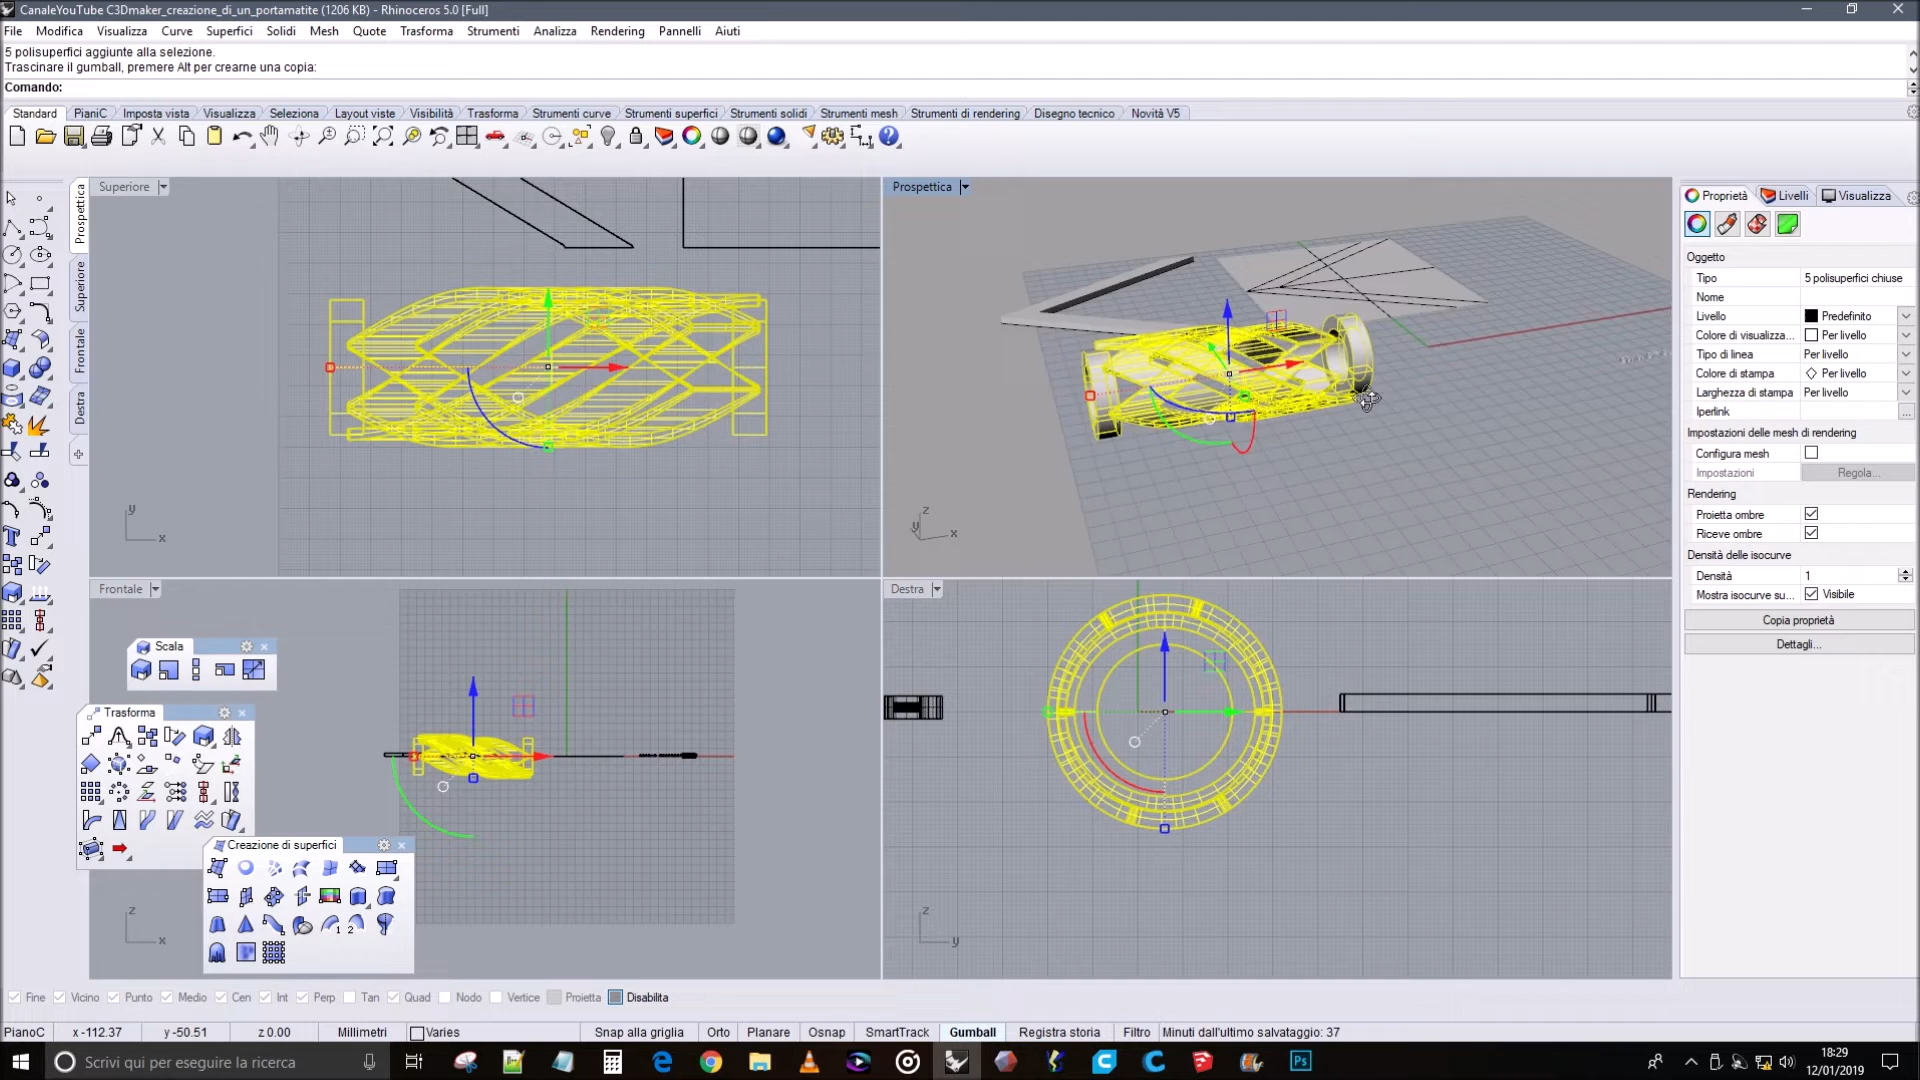 CanaleYouTube C3Dmaker_creazione_di_un_portamatite (1206 KB) - Rhinoceros 5.0 [Full]
File Modifica Visualizza Curve Superfici Solidi Mesh Quote Trasforma Strumenti Analizza Rendering Pannelli Aiuti
5 polisuperfici aggiunte alla selezione.
Trascinare il gumball, premere Alt per crearne una copia:
Comando:
Standard PianiC Imposta vista Visualizza Seleziona Layout viste Visibilità Trasforma Strumenti curve Strumenti superfici Strumenti solidi Strumenti mesh Strumenti di rendering Disegno tecnico Novità V5
Prospettica
Superiore
Frontale
Destra
Superiore
y
x
Prospettica
z
y
x
Frontale
Scala
Trasforma
Creazione di superfici
1
2
z
x
Destra
z
y
Proprietà Livelli Visualizza
Oggetto
Tipo 5 polisuperfici chiuse
Nome
Livello Predefinito
Colore di visualizza... Per livello
Tipo di linea Per livello
Colore di stampa Per livello
Larghezza di stampa Per livello
Iperlink ...
Impostazioni delle mesh di rendering
Configura mesh
Impostazioni Regola...
Rendering
Proietta ombre
Riceve ombre
Densità delle isocurve
Densità 1
Mostra isocurve su... Visibile
Copia proprietà
Dettagli...
Fine Vicino Punto Medio Cen Int Perp Tan Quad Nodo Vertice Proietta Disabilita
PianoC x -112.37 y -50.51 z 0.00 Millimetri Varies Snap alla griglia Orto Planare Osnap SmartTrack Gumball Registra storia Filtro Minuti dall'ultimo salvataggio: 37
Scrivi qui per eseguire la ricerca
Ps
18:29
12/01/2019